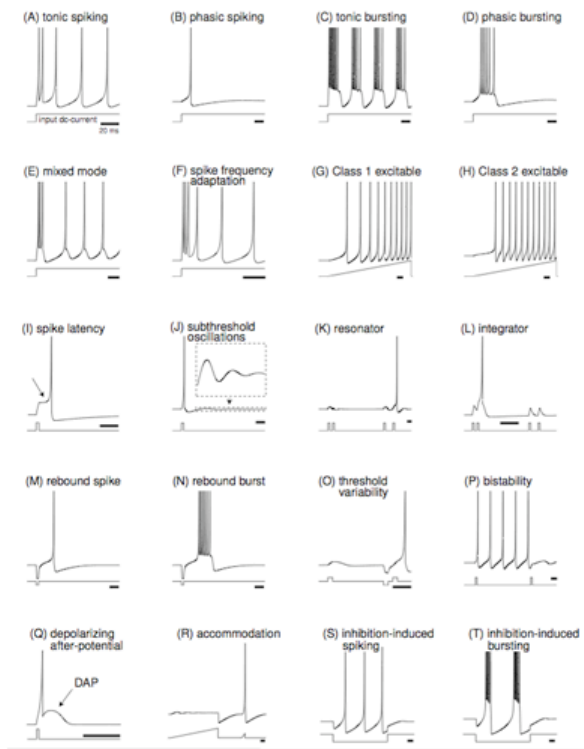 (A) tonic spiking
(B) phasic spiking
(C) tonic bursting
(D) phasic bursting
input dc-current
20 ms
(E) mixed mode
(F) spike frequency
adaptation
(G) Class 1 excitable
(H) Class 2 excitable
(I) spike latency
(J) subthreshold
oscillations
(K) resonator
(L) integrator
(M) rebound spike
(N) rebound burst
(O) threshold
variability
(P) bistability
(Q) depolarizing
after-potential
DAP
(R) accommodation
(S) inhibition-induced
spiking
(T) inhibition-induced
bursting